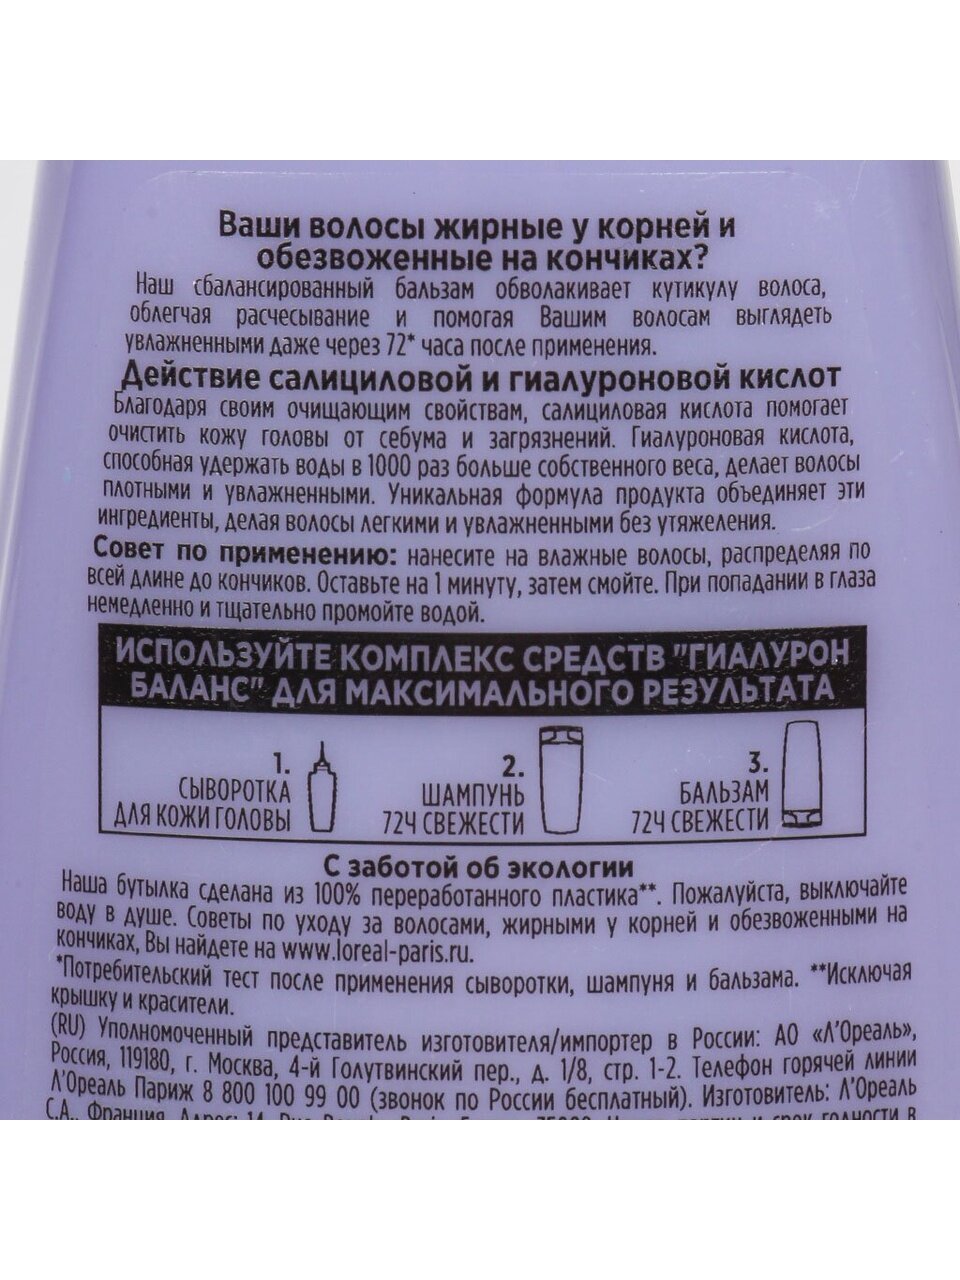 Ваши волосы жирные у корней и
обезвоженные на кончиках?
Наш сбалансированный бальзам обволакивает кутикулу волоса,
облегчая расчесывание и помогая Вашим волосам выглядеть
увлажненными даже через 72* часа после применения.
Действие салициловой и гиалуроновой кислот
Благодаря своим очищающим свойствам, салициловая кислота помогает
очистить кожу головы от себума и загрязнений. Гиалуроновая кислота,
способная удержать воды в 1000 раз больше собственного веса, делает волосы
плотными и увлажненными. Уникальная формула продукта объединяет эти
ингредиенты, делая волосы легкими и увлажненными без утяжеления.
Совет по применению: нанесите на влажные волосы, распределяя по
всей длине до кончиков. Оставьте на 1 минуту, затем смойте. При попадании в глаза
немедленно и тщательно промойте водой.
ИСПОЛЬЗУЙТЕ КОМПЛЕКС СРЕДСТВ "ГИАЛУРОН
БАЛАНС" ДЛЯ МАКСИМАЛЬНОГО РЕЗУЛЬТАТА
1.
СЫВОРОТКА
ДЛЯ КОЖИ ГОЛОВЫ
2.
ШАМПУНЬ
72Ч СВЕЖЕСТИ
3.
БАЛЬЗАМ
72Ч СВЕЖЕСТИ
С заботой об экологии
Наша бутылка сделана из 100% переработанного пластика**. Пожалуйста, выключайте
воду в душе. Советы по уходу за волосами, жирными у корней и обезвоженными на
кончиках, Вы найдете на www.loreal-paris.ru.
*Потребительский тест после применения сыворотки, шампуня и бальзама. **Исключая
крышку и красители.
(RU) Уполномоченный представитель изготовителя/импортер в России: АО «Л'Ореаль»,
Россия, 119180, г. Москва, 4-й Голутвинский пер., д. 1/8, стр. 1-2. Телефон горячей линии
Л'Ореаль Париж 8 800 100 99 00 (звонок по России бесплатный). Изготовитель: Л'Ореаль
С.А., Франция, Адрес: 14, Rue